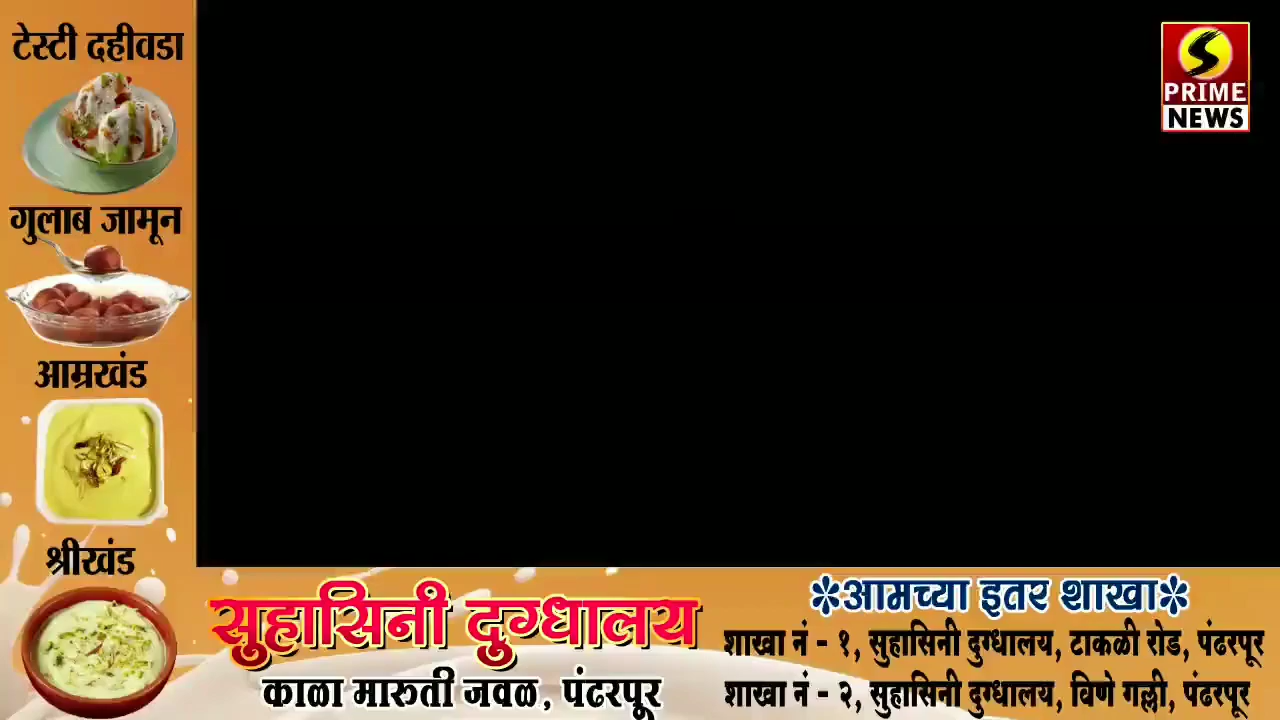 टेस्टी दहीवडा
गुलाब जामून
आम्रखंड
श्रीखंड
S
PRIME
NEWS
सुहासिनी दुग्धालय
काळा मारुती जवळ, पंढरपूर
✽आमच्या इतर शाखा✽
शाखा नं - १, सुहासिनी दुग्धालय, टाकळी रोड, पंढरपूर
शाखा नं - २, सुहासिनी दुग्धालय, विणे गल्ली, पंढरपूर